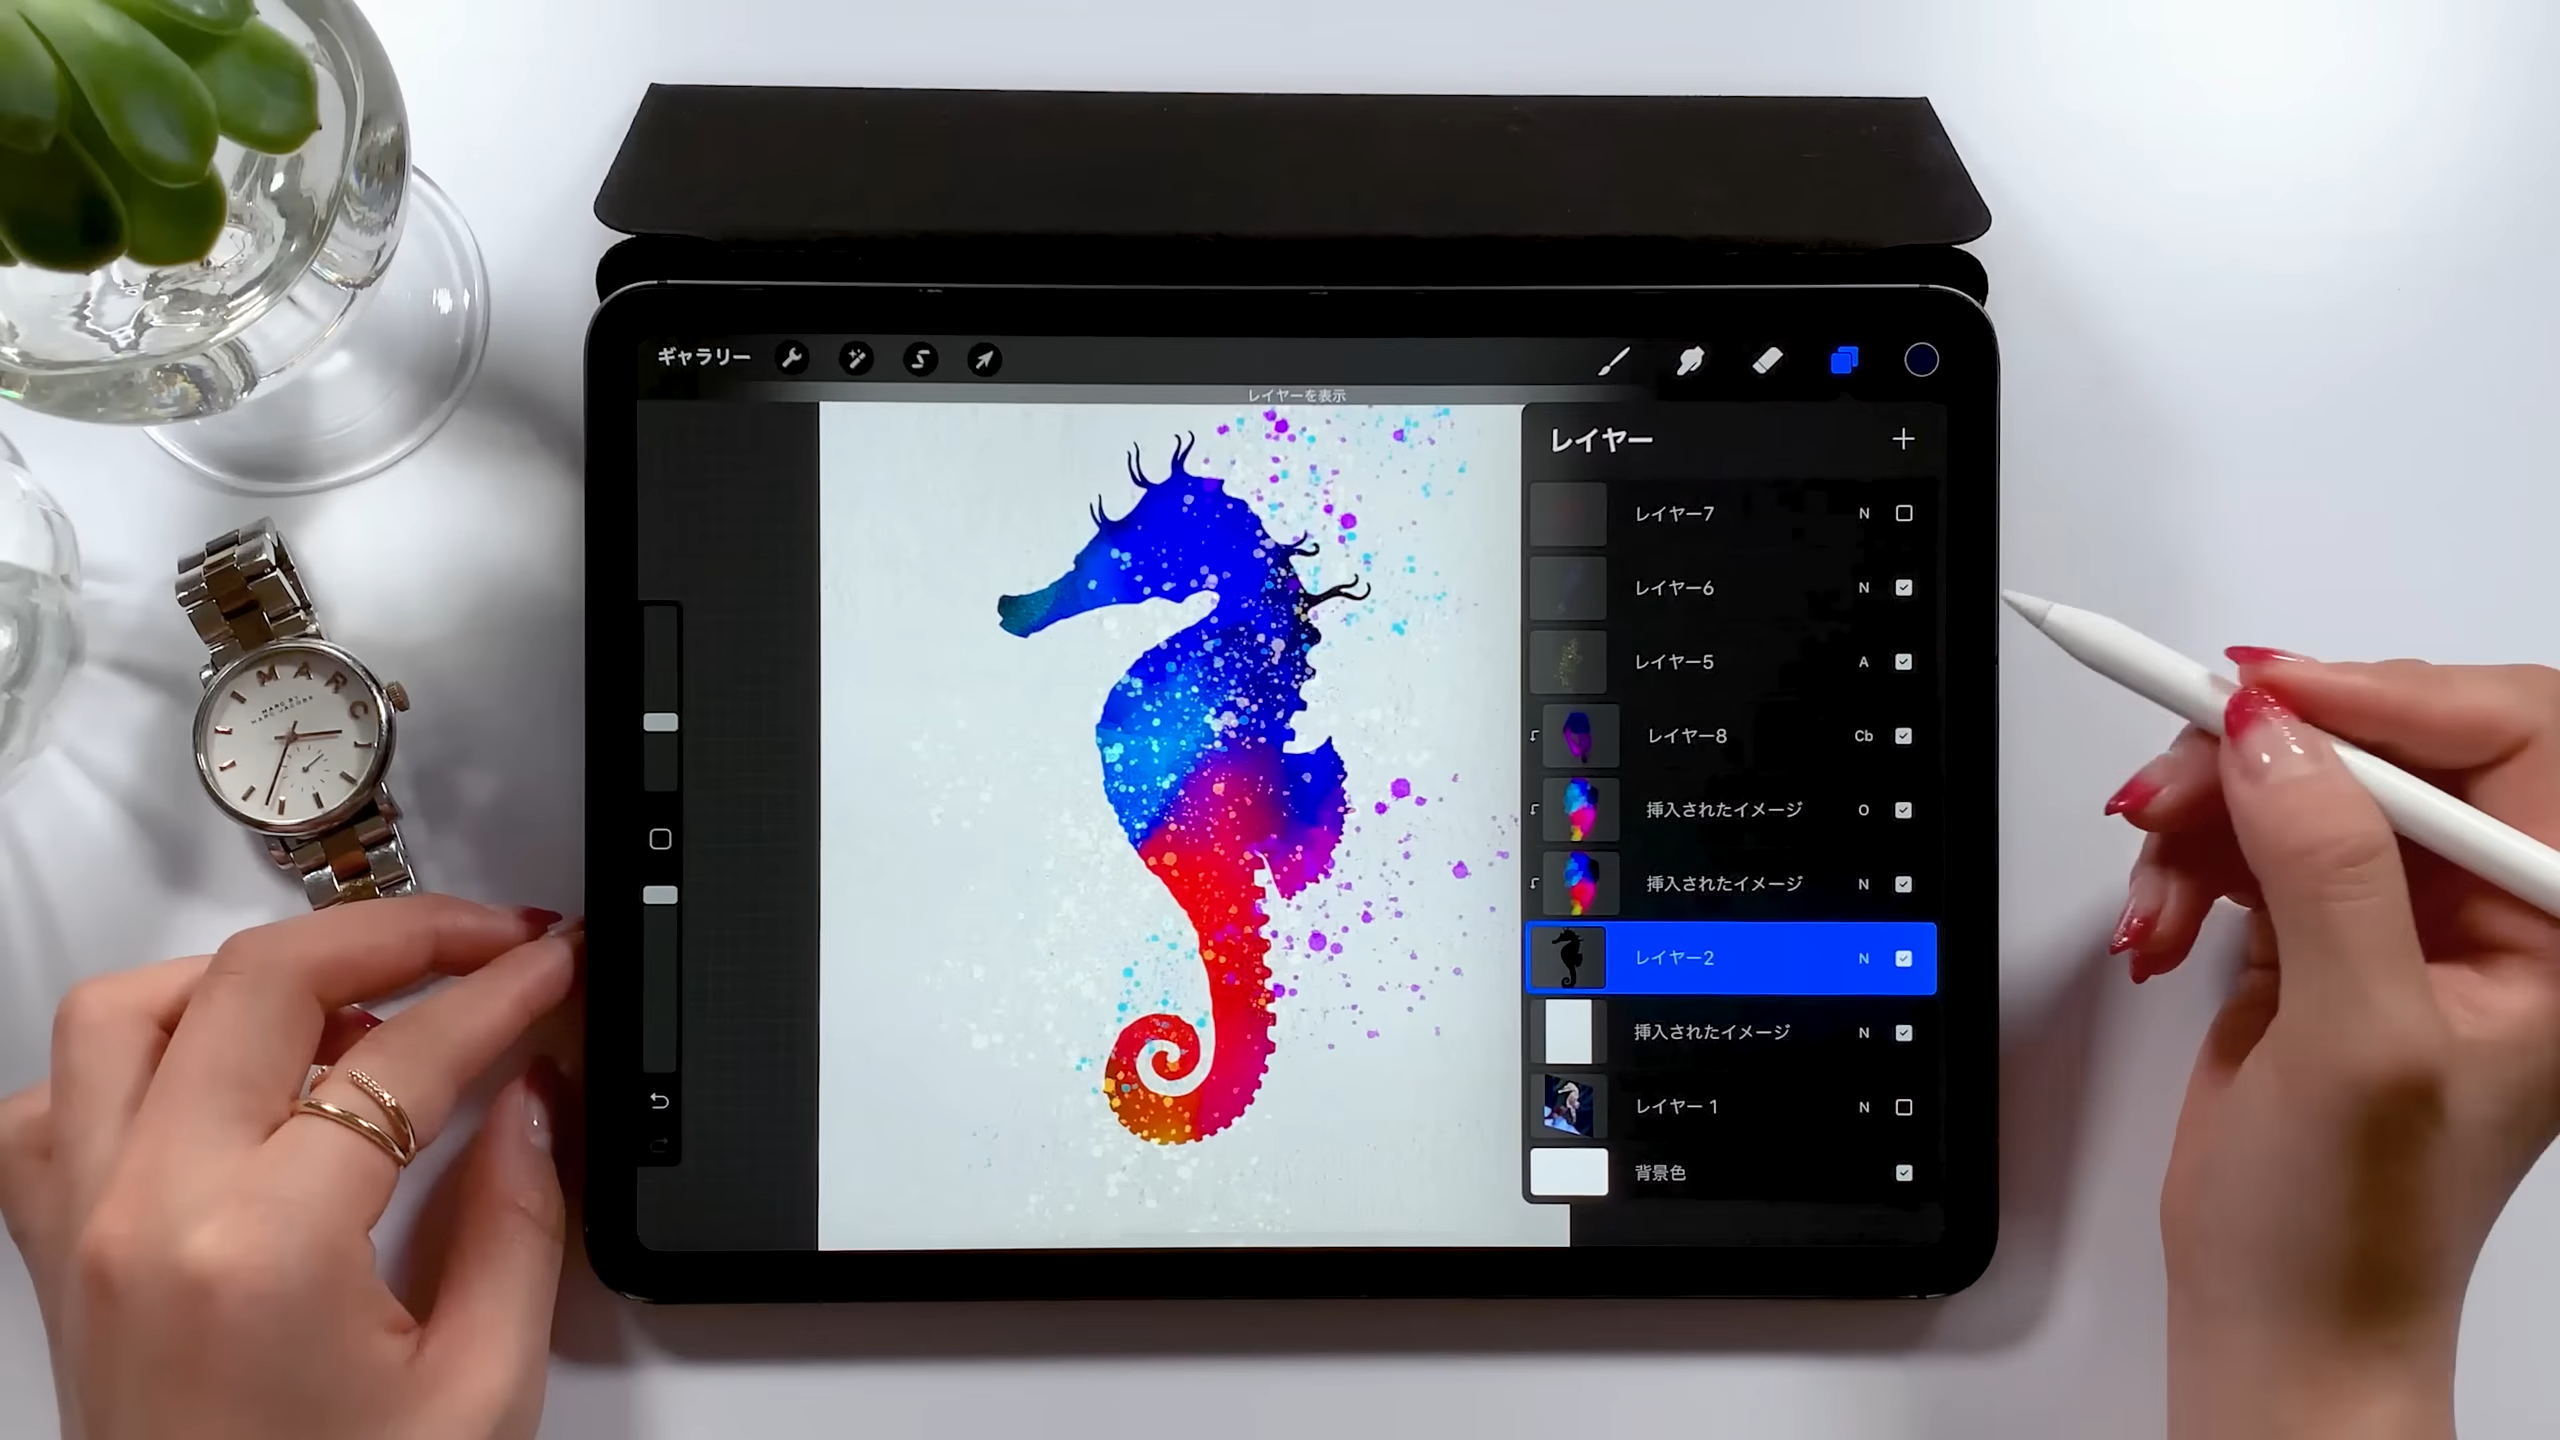 ギャラリー
レイヤーを表示
レイヤー
レイヤー7 N
レイヤー6 N
レイヤー5 A
レイヤー8 Cb
挿入されたイメージ O
挿入されたイメージ N
レイヤー2 N
挿入されたイメージ N
レイヤー 1 N
背景色
MARC
MARC BY
MARC JACOBS